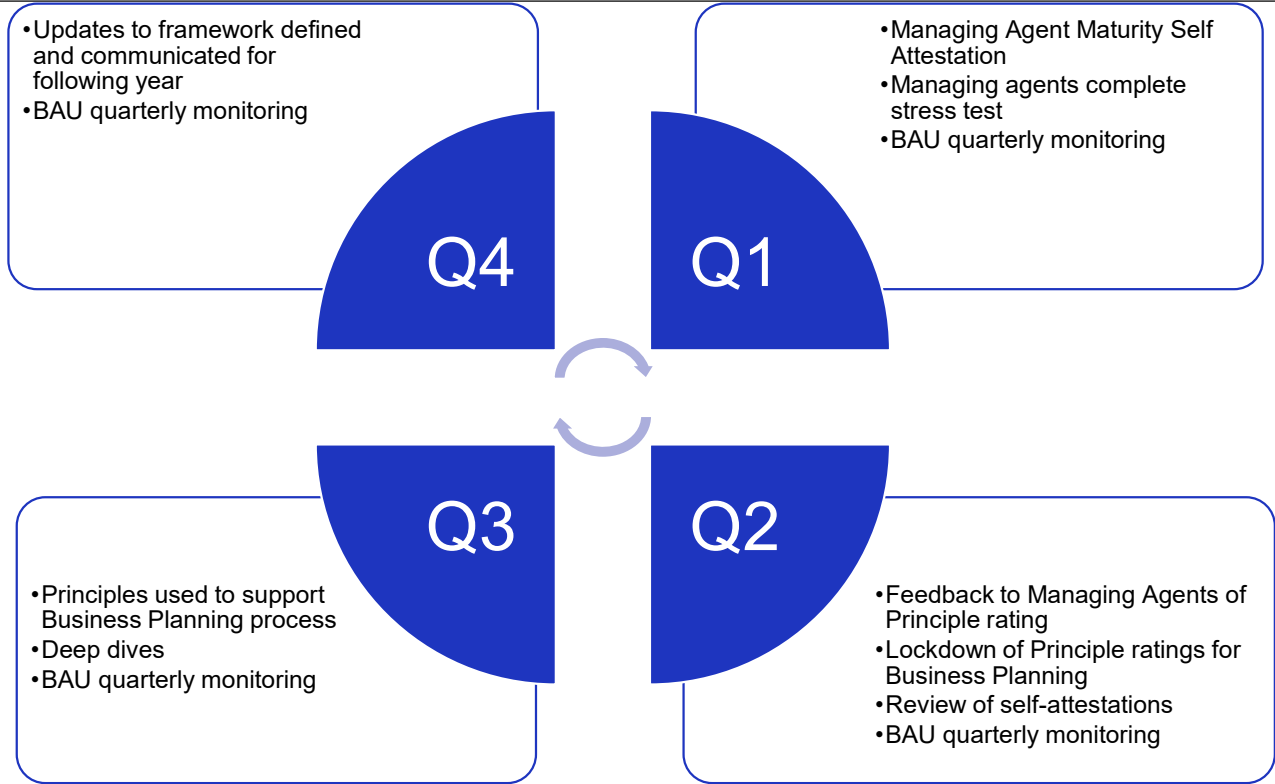 •Updates to framework defined
and communicated for
following year
•BAU quarterly monitoring
•Managing Agent Maturity Self
Attestation
•Managing agents complete
stress test
•BAU quarterly monitoring
Q4
Q1
Q3
Q2
•Principles used to support
Business Planning process
•Deep dives
•BAU quarterly monitoring
•Feedback to Managing Agents of
Principle rating
•Lockdown of Principle ratings for
Business Planning
•Review of self-attestations
•BAU quarterly monitoring